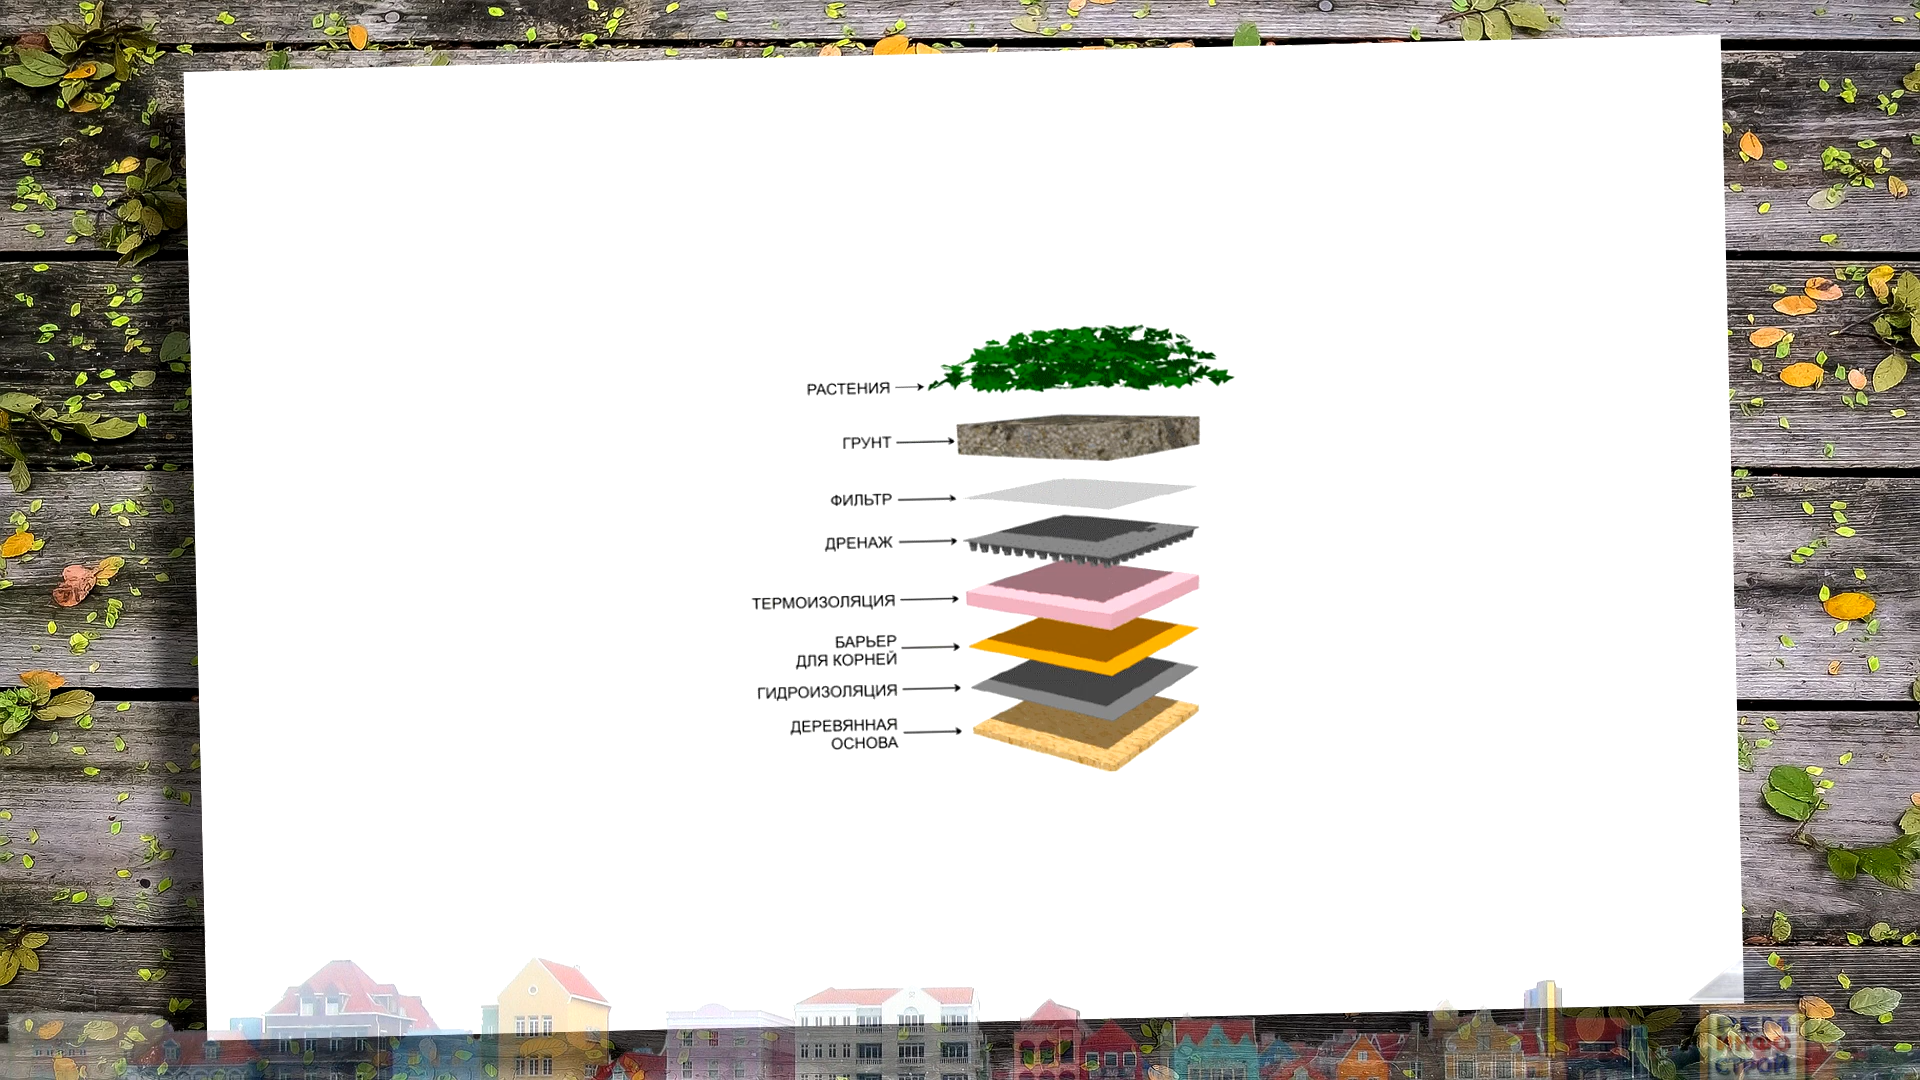 РАСТЕНИЯ
ГРУНТ
ФИЛЬТР
ДРЕНАЖ
ТЕРМОИЗОЛЯЦИЯ
БАРЬЕР
ДЛЯ КОРНЕЙ
ГИДРОИЗОЛЯЦИЯ
ДЕРЕВЯННАЯ
ОСНОВА